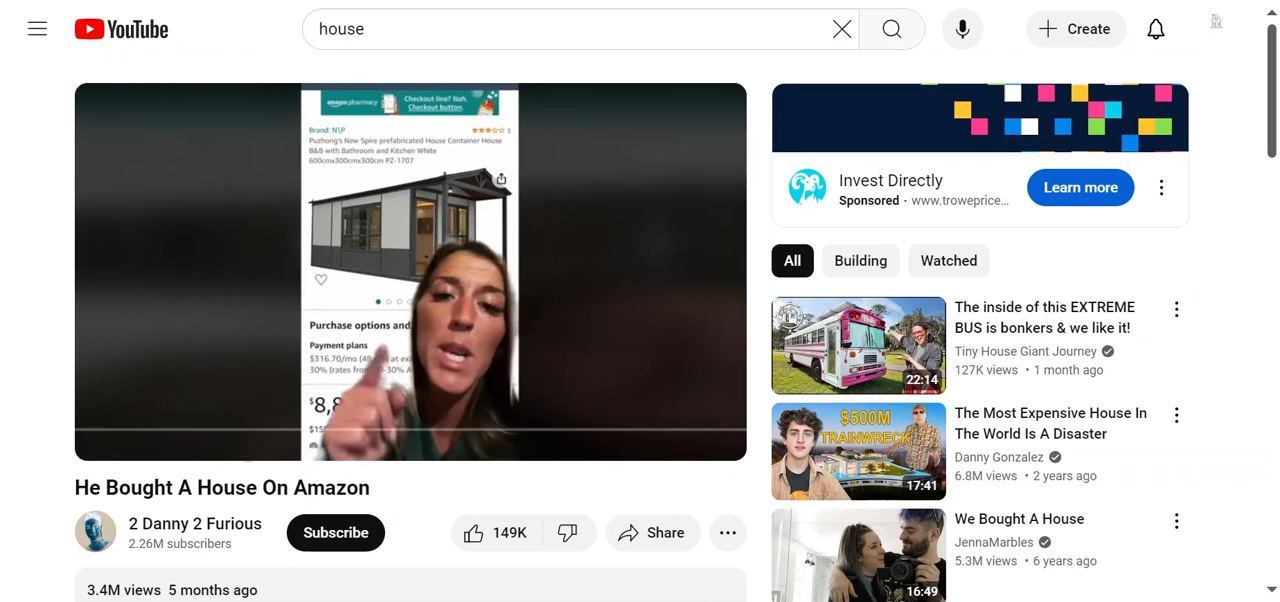 YouTube
house
Create
amazon pharmacy
Checkout line? Nah.
Checkout button.
Brand: N\P
Puzhong's New Spire prefabricated House Container House
B&B with Bathroom and Kitchen White
600cmx300cmx300cm PZ-1707
Purchase options and
Payment plans
$316.70/mo (48
30% (rates from
-30% A
$8,8
He Bought A House On Amazon
2 Danny 2 Furious
2.26M subscribers
Subscribe
149K
Share
3.4M views 5 months ago
Invest Directly
Sponsored · www.troweprice...
Learn more
All
Building
Watched
22:14
The inside of this EXTREME
BUS is bonkers & we like it!
Tiny House Giant Journey
127K views • 1 month ago
$500M
TRAINWRECK
17:41
The Most Expensive House In
The World Is A Disaster
Danny Gonzalez
6.8M views • 2 years ago
16:49
We Bought A House
JennaMarbles
5.3M views • 6 years ago